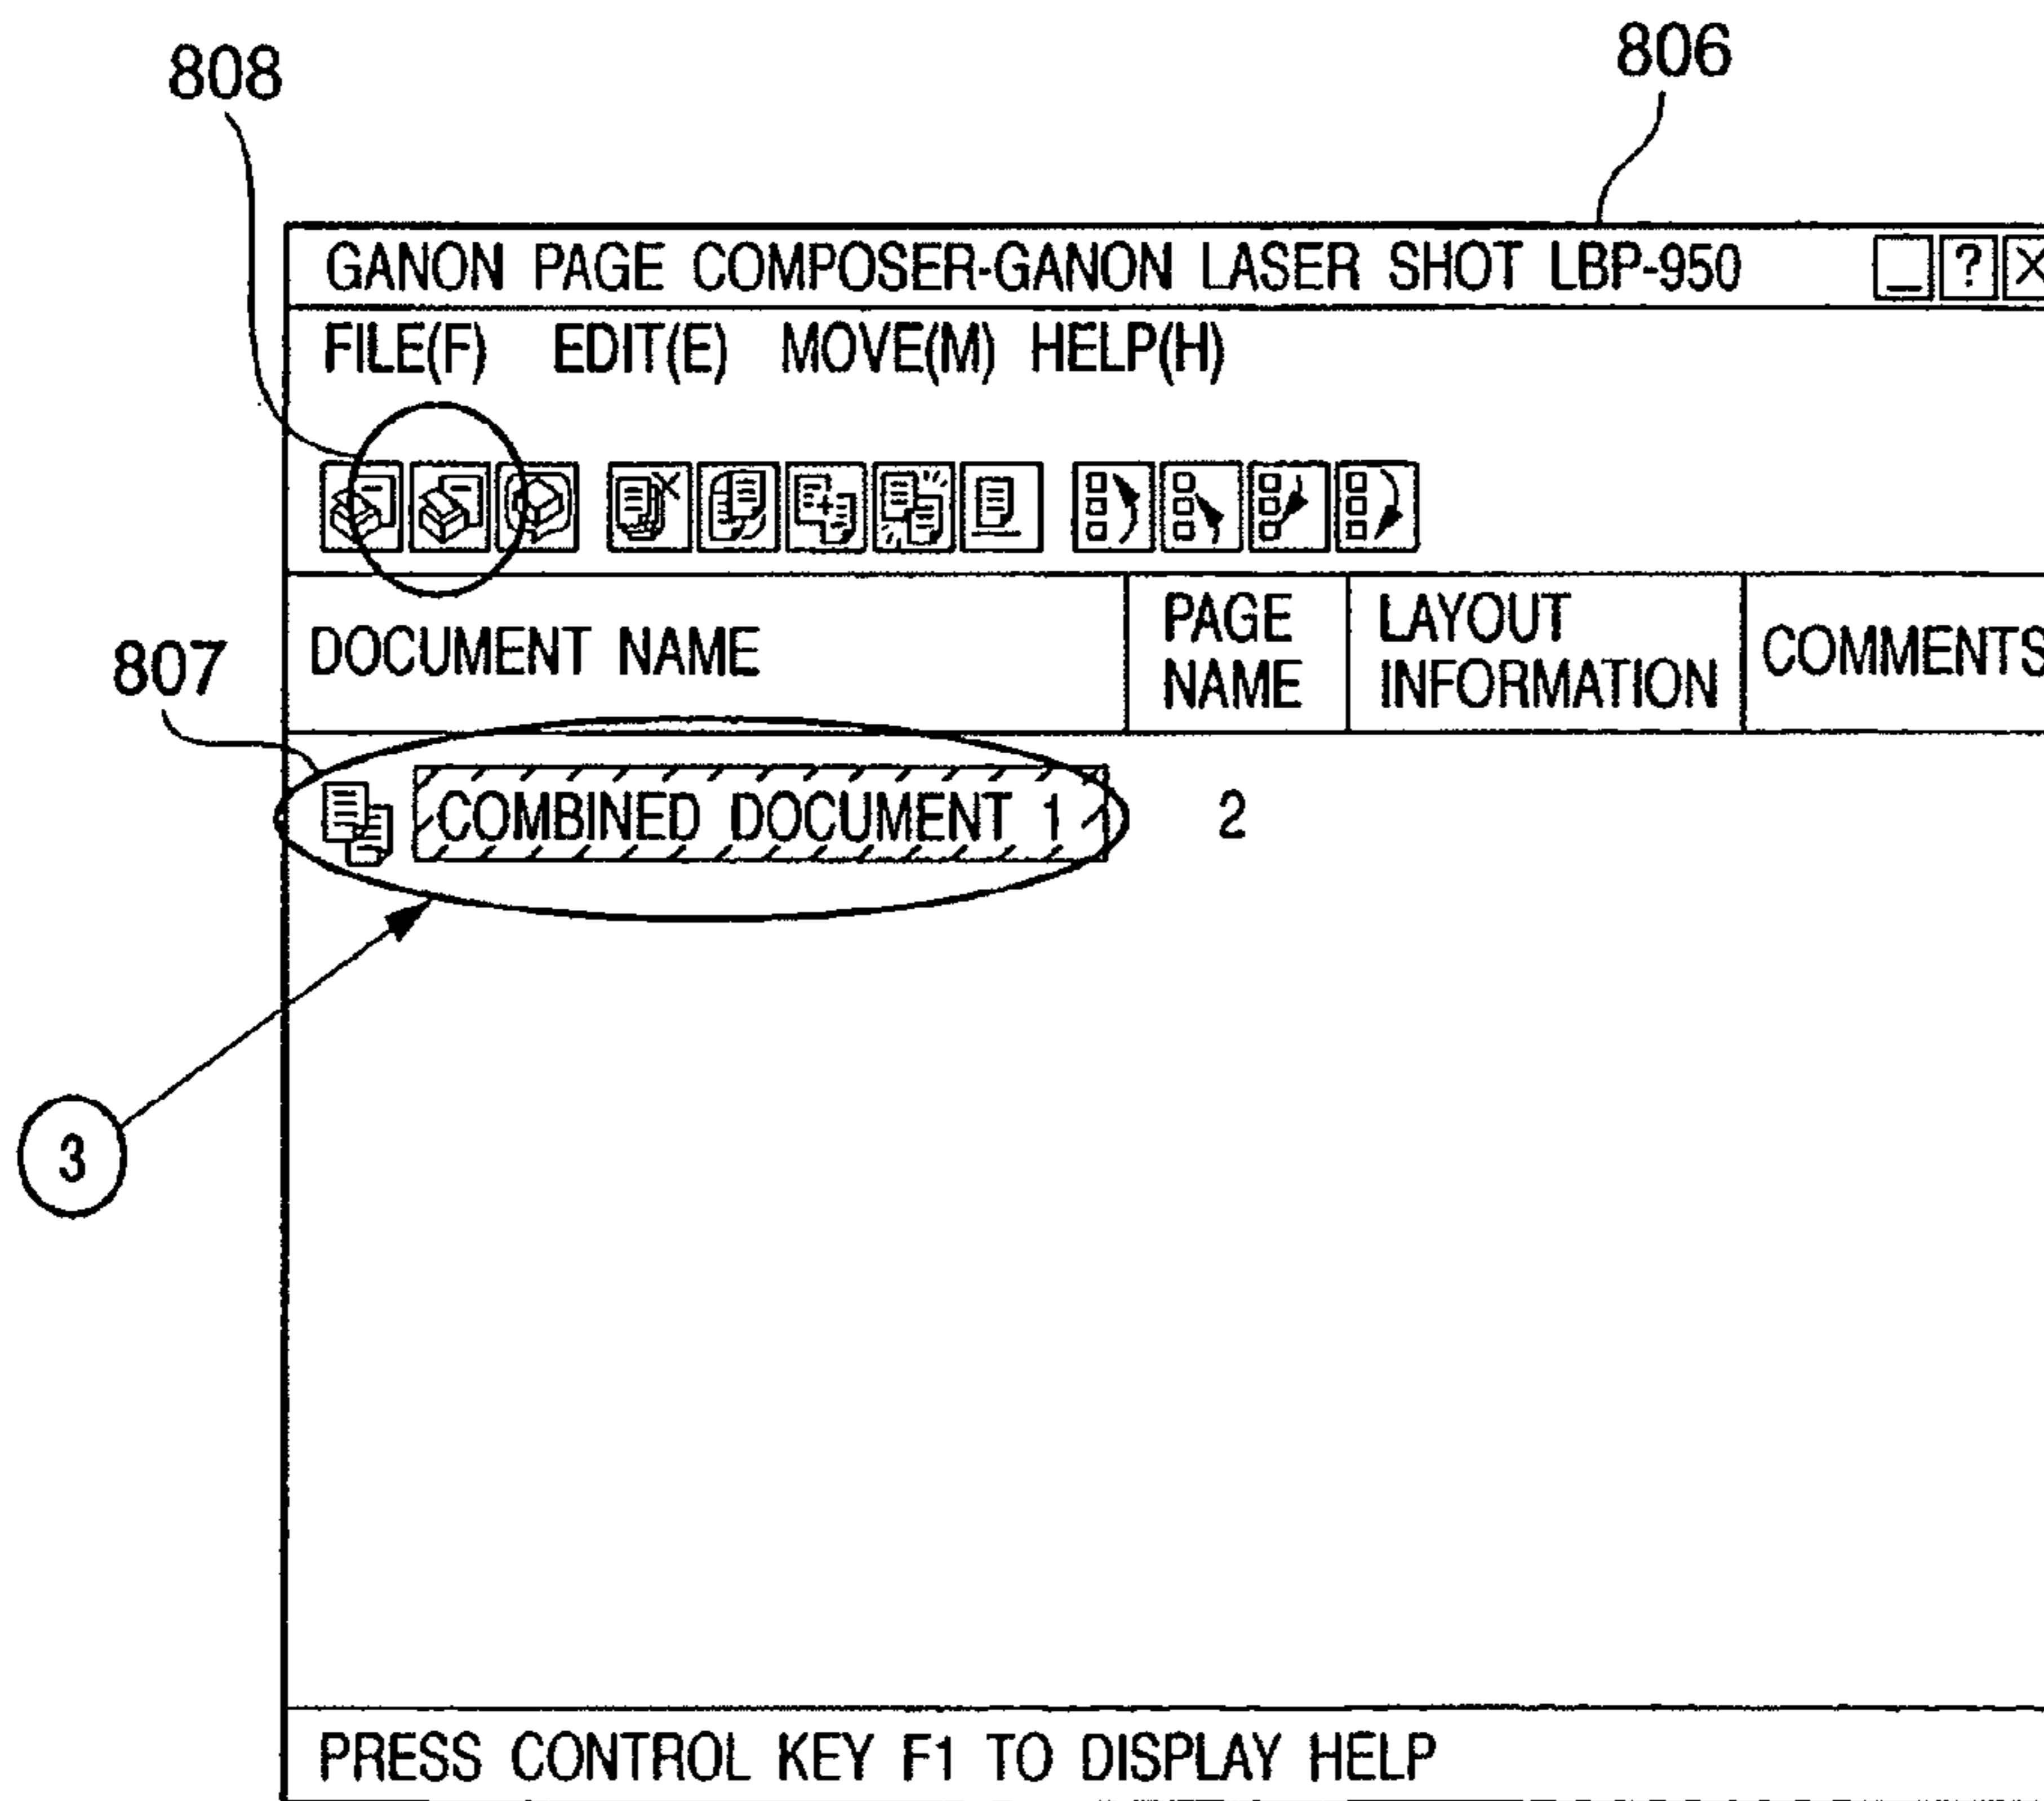 808
806
GANON PAGE COMPOSER-GANON LASER SHOT LBP-950 _ ? X
FILE(F) EDIT(E) MOVE(M) HELP(H)
DOCUMENT NAME
PAGE
NAME
LAYOUT
INFORMATION
COMMENTS
807
COMBINED DOCUMENT 1 2
3
PRESS CONTROL KEY F1 TO DISPLAY HELP